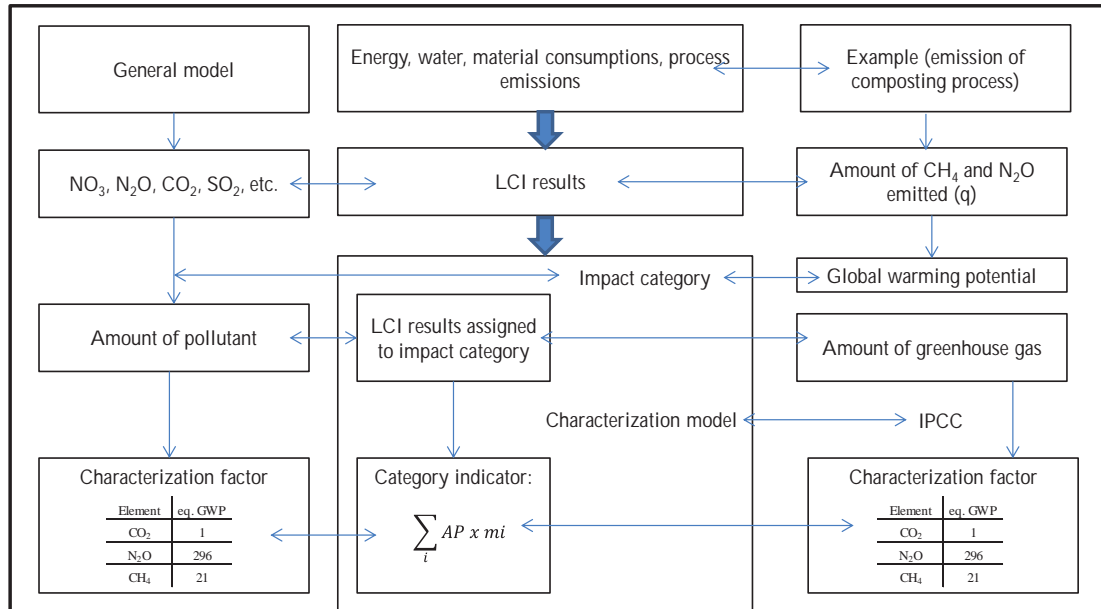 General model
Energy, water, material consumptions, process
emissions
Example (emission of
composting process)
NO₃, N₂O, CO₂, SO₂, etc.
LCI results
Amount of CH₄ and N₂O
emitted (q)
Impact category
Global warming potential
Amount of pollutant
LCI results assigned
to impact category
Amount of greenhouse gas
Characterization model
IPCC
Characterization factor
Element eq. GWP
CO₂ 1
N₂O 296
CH₄ 21
Category indicator:
∑ AP x mi
i
Characterization factor
Element eq. GWP
CO₂ 1
N₂O 296
CH₄ 21